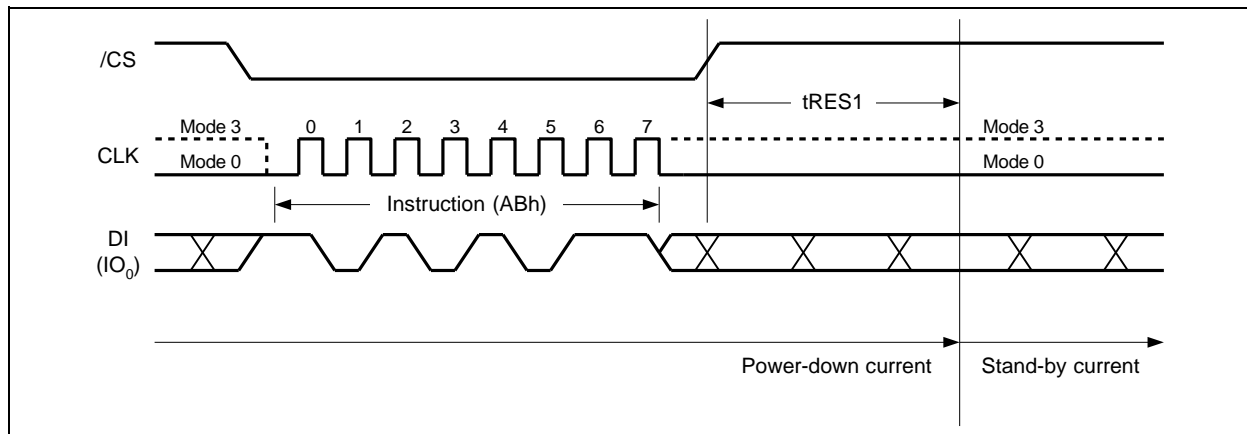 /CS
tRES1
Mode 3
0 1 2 3 4 5 6 7
Mode 3
CLK
Mode 0
Mode 0
Instruction (ABh)
DI
(IO0)
Power-down current
Stand-by current